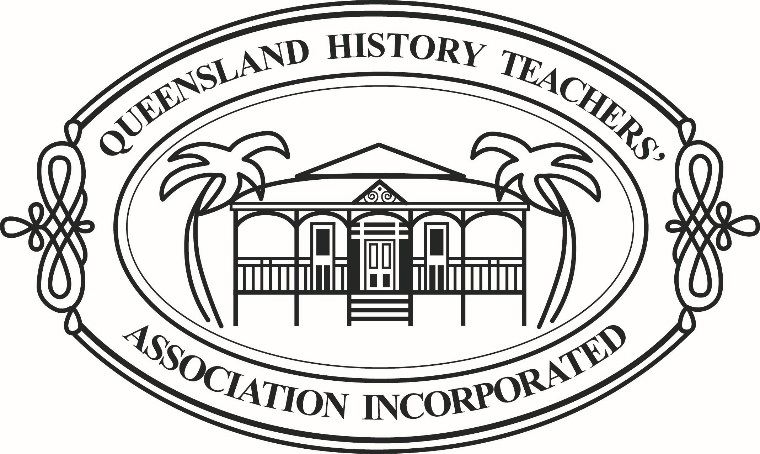 QUEENSLAND HISTORY TEACHERS'
ASSOCIATION INCORPORATED